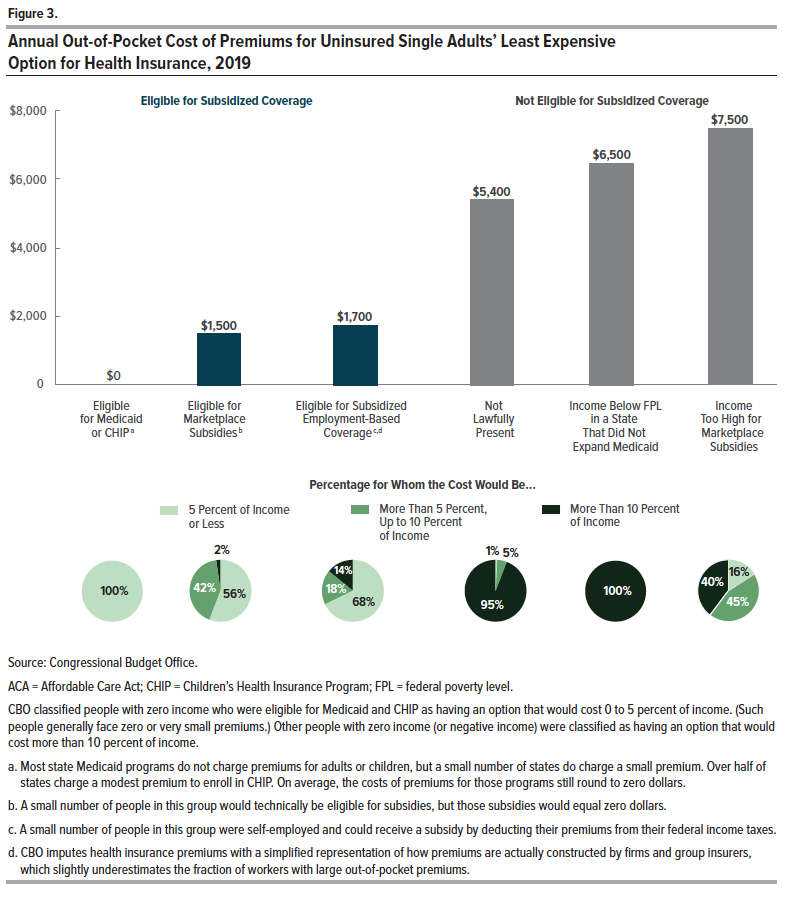 Figure 3.
Annual Out-of-Pocket Cost of Premiums for Uninsured Single Adults’ Least Expensive
Option for Health Insurance, 2019
Eligible for Subsidized Coverage
Not Eligible for Subsidized Coverage
$8,000
$6,000
$4,000
$2,000
0
$0
$1,500
$1,700
$5,400
$6,500
$7,500
Eligible
for Medicaid
or CHIP a
Eligible for
Marketplace
Subsidies b
Eligible for Subsidized
Employment-Based
Coverage c,d
Not
Lawfully
Present
Income Below FPL
in a State
That Did Not
Expand Medicaid
Income
Too High for
Marketplace
Subsidies
Percentage for Whom the Cost Would Be...
5 Percent of Income
or Less
More Than 5 Percent,
Up to 10 Percent
of Income
More Than 10 Percent
of Income
100%
2%
42%
56%
14%
18%
68%
1%
5%
95%
100%
40%
16%
45%
Source: Congressional Budget Office.
ACA = Affordable Care Act; CHIP = Children’s Health Insurance Program; FPL = federal poverty level.
CBO classified people with zero income who were eligible for Medicaid and CHIP as having an option that would cost 0 to 5 percent of income. (Such
people generally face zero or very small premiums.) Other people with zero income (or negative income) were classified as having an option that would
cost more than 10 percent of income.
a. Most state Medicaid programs do not charge premiums for adults or children, but a small number of states do charge a small premium. Over half of
states charge a modest premium to enroll in CHIP. On average, the costs of premiums for those programs still round to zero dollars.
b. A small number of people in this group would technically be eligible for subsidies, but those subsidies would equal zero dollars.
c. A small number of people in this group were self-employed and could receive a subsidy by deducting their premiums from their federal income taxes.
d. CBO imputes health insurance premiums with a simplified representation of how premiums are actually constructed by firms and group insurers,
which slightly underestimates the fraction of workers with large out-of-pocket premiums.